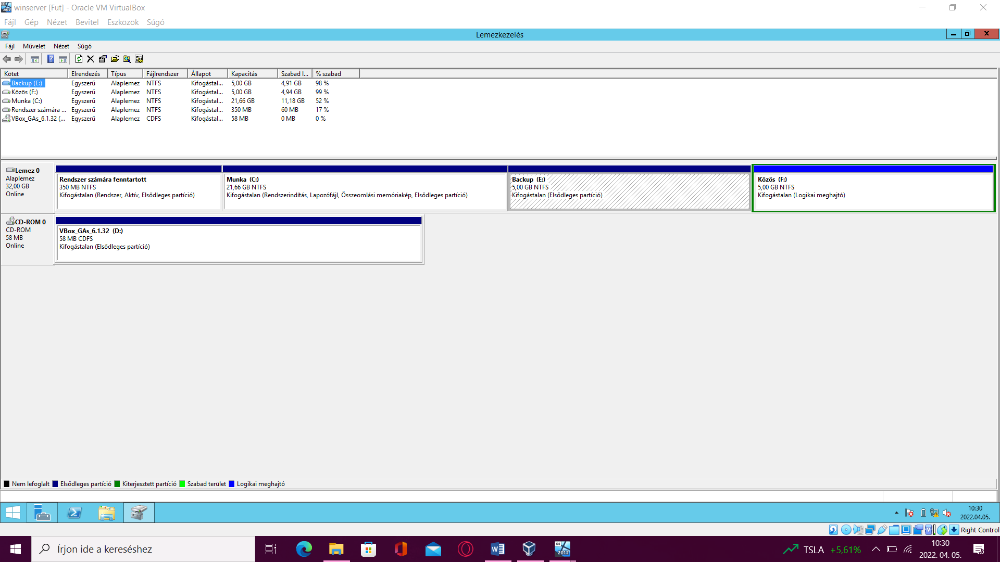 winserver [Fut] - Oracle VM VirtualBox
Fájl Gép Nézet Bevitel Eszközök Súgó
Lemezkezelés
Fájl Művelet Nézet Súgó
Kötet Elrendezés Típus Fájlrendszer Állapot Kapacitás Szabad l... % szabad
Backup (E:) Egyszerű Alaplemez NTFS Kifogástal... 5,00 GB 4,91 GB 98 %
Közös (F:) Egyszerű Alaplemez NTFS Kifogástal... 5,00 GB 4,94 GB 99 %
Munka (C:) Egyszerű Alaplemez NTFS Kifogástal... 21,66 GB 11,18 GB 52 %
Rendszer számára ... Egyszerű Alaplemez NTFS Kifogástal... 350 MB 60 MB 17 %
VBox_GAs_6.1.32 (... Egyszerű Alaplemez CDFS Kifogástal... 58 MB 0 MB 0 %
Lemez 0
Alaplemez
32,00 GB
Online
Rendszer számára fenntartott
350 MB NTFS
Kifogástalan (Rendszer, Aktív, Elsődleges partíció)
Munka (C:)
21,66 GB NTFS
Kifogástalan (Rendszerindítás, Lapozófájl, Összeomlási memóriakép, Elsődleges partíció)
Backup (E:)
5,00 GB NTFS
Kifogástalan (Elsődleges partíció)
Közös (F:)
5,00 GB NTFS
Kifogástalan (Logikai meghajtó)
CD-ROM 0
CD-ROM
58 MB
Online
VBox_GAs_6.1.32 (D:)
58 MB CDFS
Kifogástalan (Elsődleges partíció)
Nem lefoglalt Elsődleges partíció Kiterjesztett partíció Szabad terület Logikai meghajtó
10:30
2022.04.05.
Right Control
Írjon ide a kereséshez
64
2012
TSLA +5,61%
10:30
2022. 04. 05.